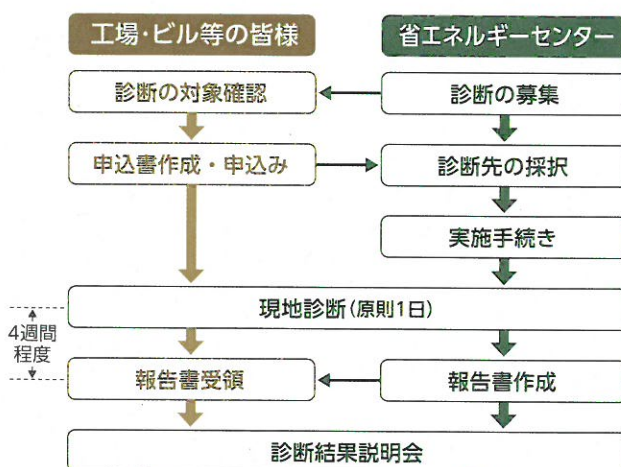 工場・ビル等の皆様
省エネルギーセンター
診断の対象確認
診断の募集
申込書作成・申込み
診断先の採択
実施手続き
現地診断(原則1日)
4週間
程度
報告書受領
報告書作成
診断結果説明会